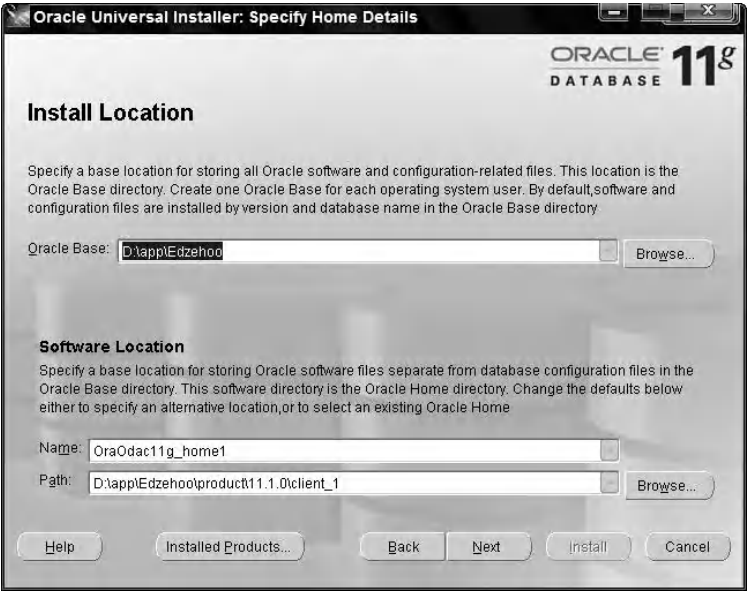 Oracle Universal Installer: Specify Home Details
ORACLE 11g
DATABASE
Install Location
Specify a base location for storing all Oracle software and configuration-related files. This location is the
Oracle Base directory. Create one Oracle Base for each operating system user. By default,software and
configuration files are installed by version and database name in the Oracle Base directory
Oracle Base: D:\app\Edzehoo Browse...
Software Location
Specify a base location for storing Oracle software files separate from database configuration files in the
Oracle Base directory. This software directory is the Oracle Home directory. Change the defaults below
either to specify an alternative location,or to select an existing Oracle Home
Name: OraOdac11g_home1
Path: D:\app\Edzehoo\product\11.1.0\client_1 Browse...
Help Installed Products... Back Next Install Cancel